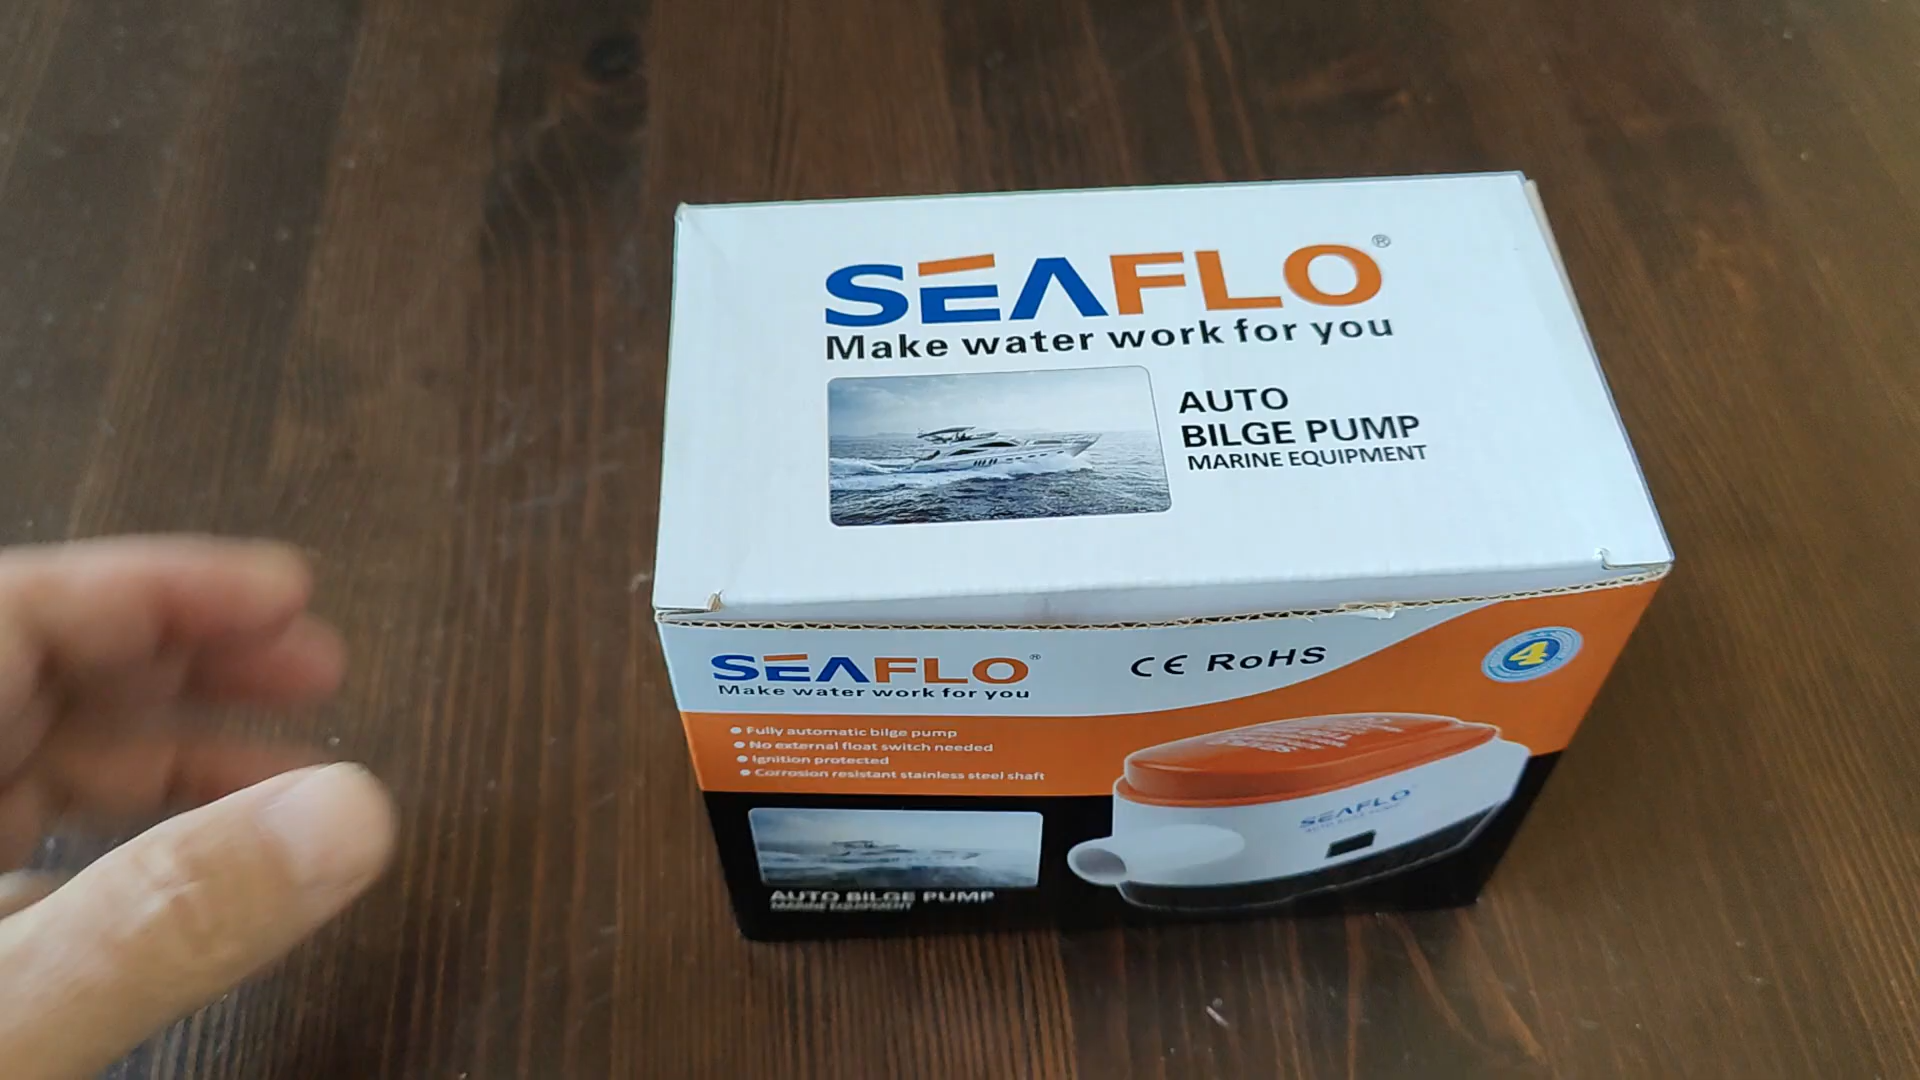 SEAFLO®
Make water work for you
AUTO
BILGE PUMP
MARINE EQUIPMENT
SEAFLO®
Make water work for you
CE RoHS
4
Fully automatic bilge pump
No external float switch needed
Ignition protected
Corrosion resistant stainless steel shaft
SEAFLO
AUTO BILGE PUMP
MARINE EQUIPMENT